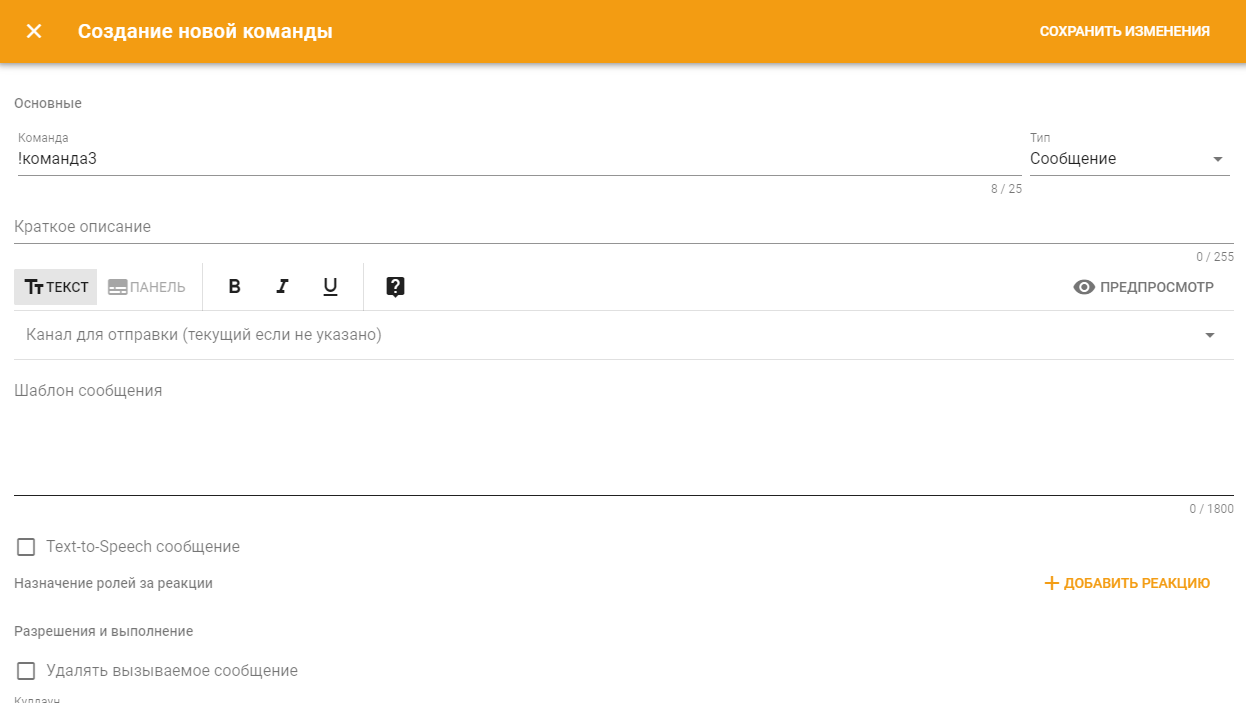 Создание новой команды
СОХРАНИТЬ ИЗМЕНЕНИЯ
Основные
Команда
!команда3
8 / 25
Тип
Сообщение
Краткое описание
0 / 255
ТЕКСТ
ПАНЕЛЬ
B I U
ПРЕДПРОСМОТР
Канал для отправки (текущий если не указано)
Шаблон сообщения
0 / 1800
Text-to-Speech сообщение
Назначение ролей за реакции
ДОБАВИТЬ РЕАКЦИЮ
Разрешения и выполнение
Удалять вызываемое сообщение
Кулдаун